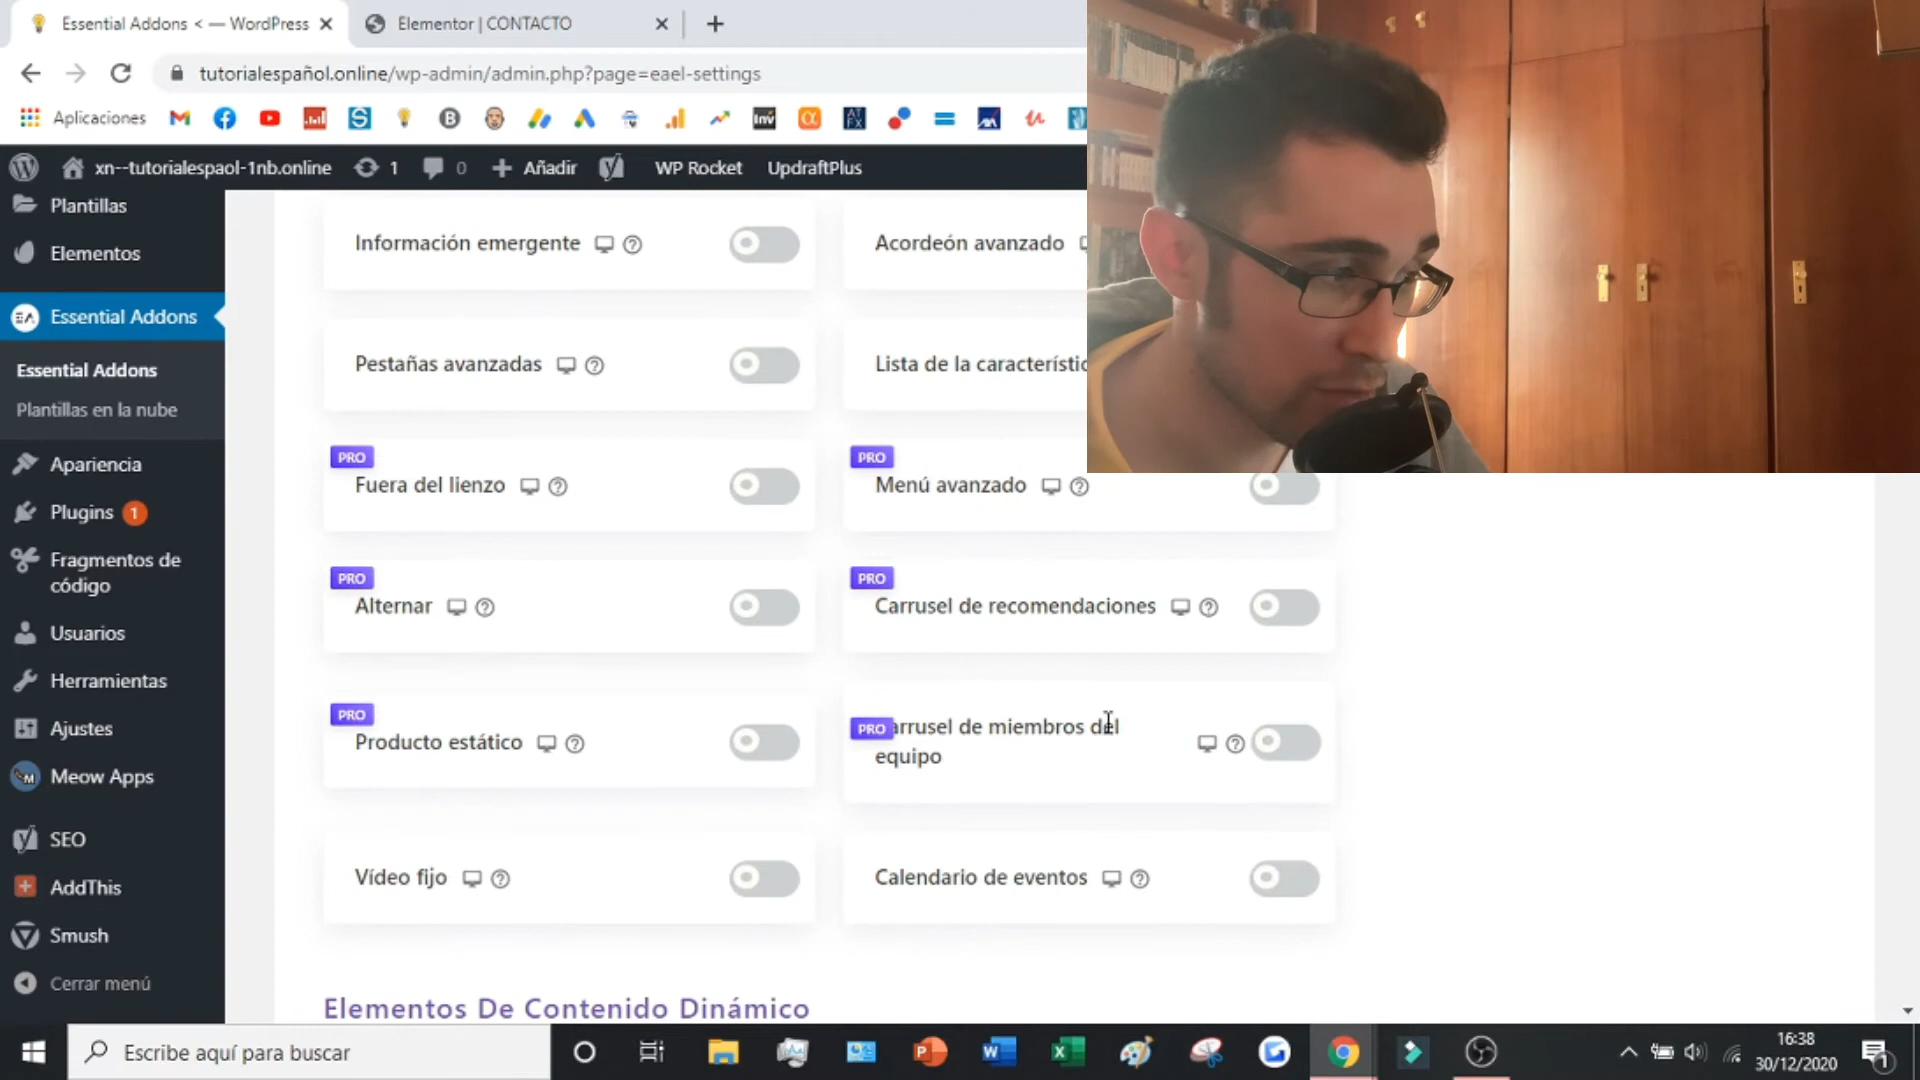 Essential Addons < — WordPress
Elementor | CONTACTO
tutorialespañol.online/wp-admin/admin.php?page=eael-settings
Aplicaciones
xn--tutorialespaol-1nb.online
1
0
Añadir
WP Rocket
UpdraftPlus
Plantillas
Elementos
Essential Addons
Essential Addons
Plantillas en la nube
Apariencia
Plugins 1
Fragmentos de
código
Usuarios
Herramientas
Ajustes
Meow Apps
SEO
AddThis
Smush
Cerrar menú
Información emergente
Acordeón avanzado
Pestañas avanzadas
Lista de la
PRO
Fuera del lienzo
PRO
Menú avanzado
PRO
Alternar
PRO
Carrusel de recomendaciones
PRO
Producto estático
PRO
arrusel de miembros del
equipo
Vídeo fijo
Calendario de eventos
Elementos De Contenido Dinámico
Escribe aquí para buscar
16:38
30/12/2020
1